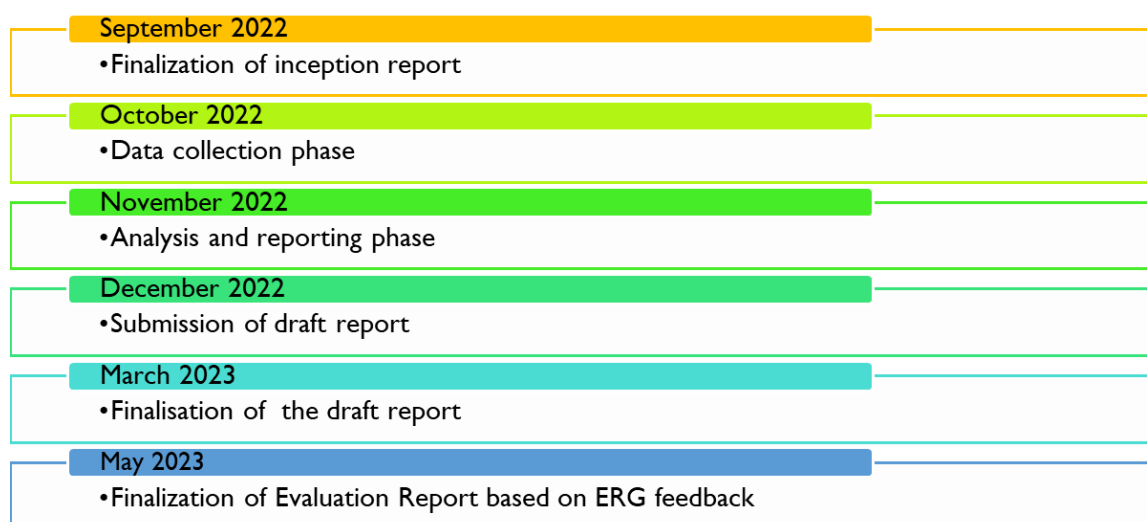 September 2022
•Finalization of inception report
October 2022
•Data collection phase
November 2022
•Analysis and reporting phase
December 2022
•Submission of draft report
March 2023
•Finalisation of  the draft report
May 2023
•Finalization of Evaluation Report based on ERG feedback